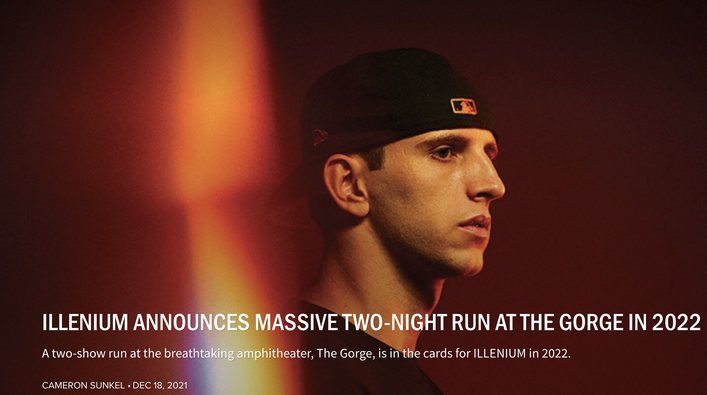 ILLENIUM ANNOUNCES MASSIVE TWO-NIGHT RUN AT THE GORGE IN 2022
A two-show run at the breathtaking amphitheater, The Gorge, is in the cards for ILLENIUM in 2022.
CAMERON SUNKEL • DEC 18, 2021